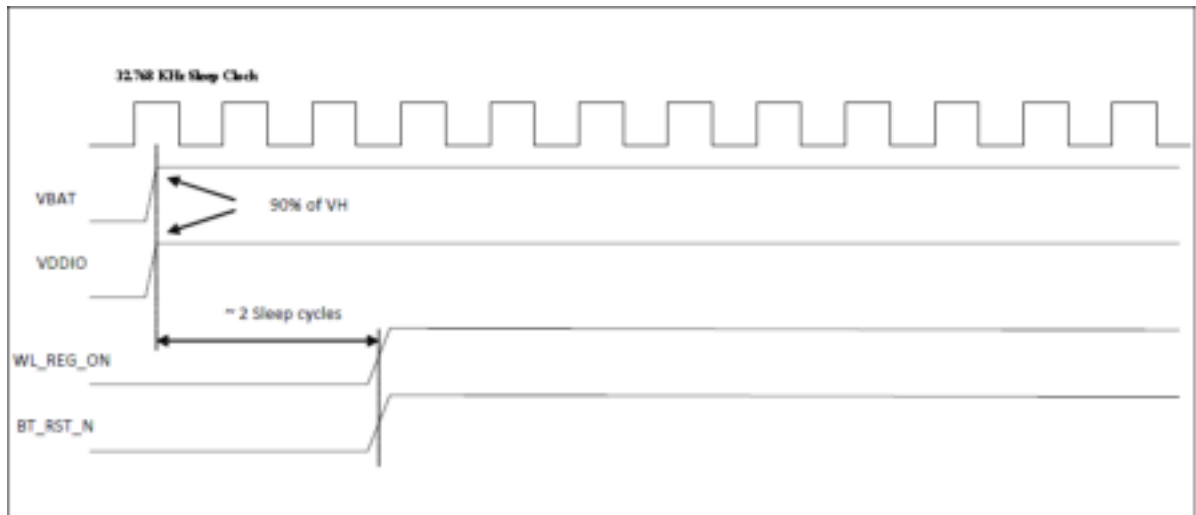 32.768 KHz Sleep Clock
VBAT
90% of VH
VDDIO
~ 2 Sleep cycles
WL_REG_ON
BT_RST_N